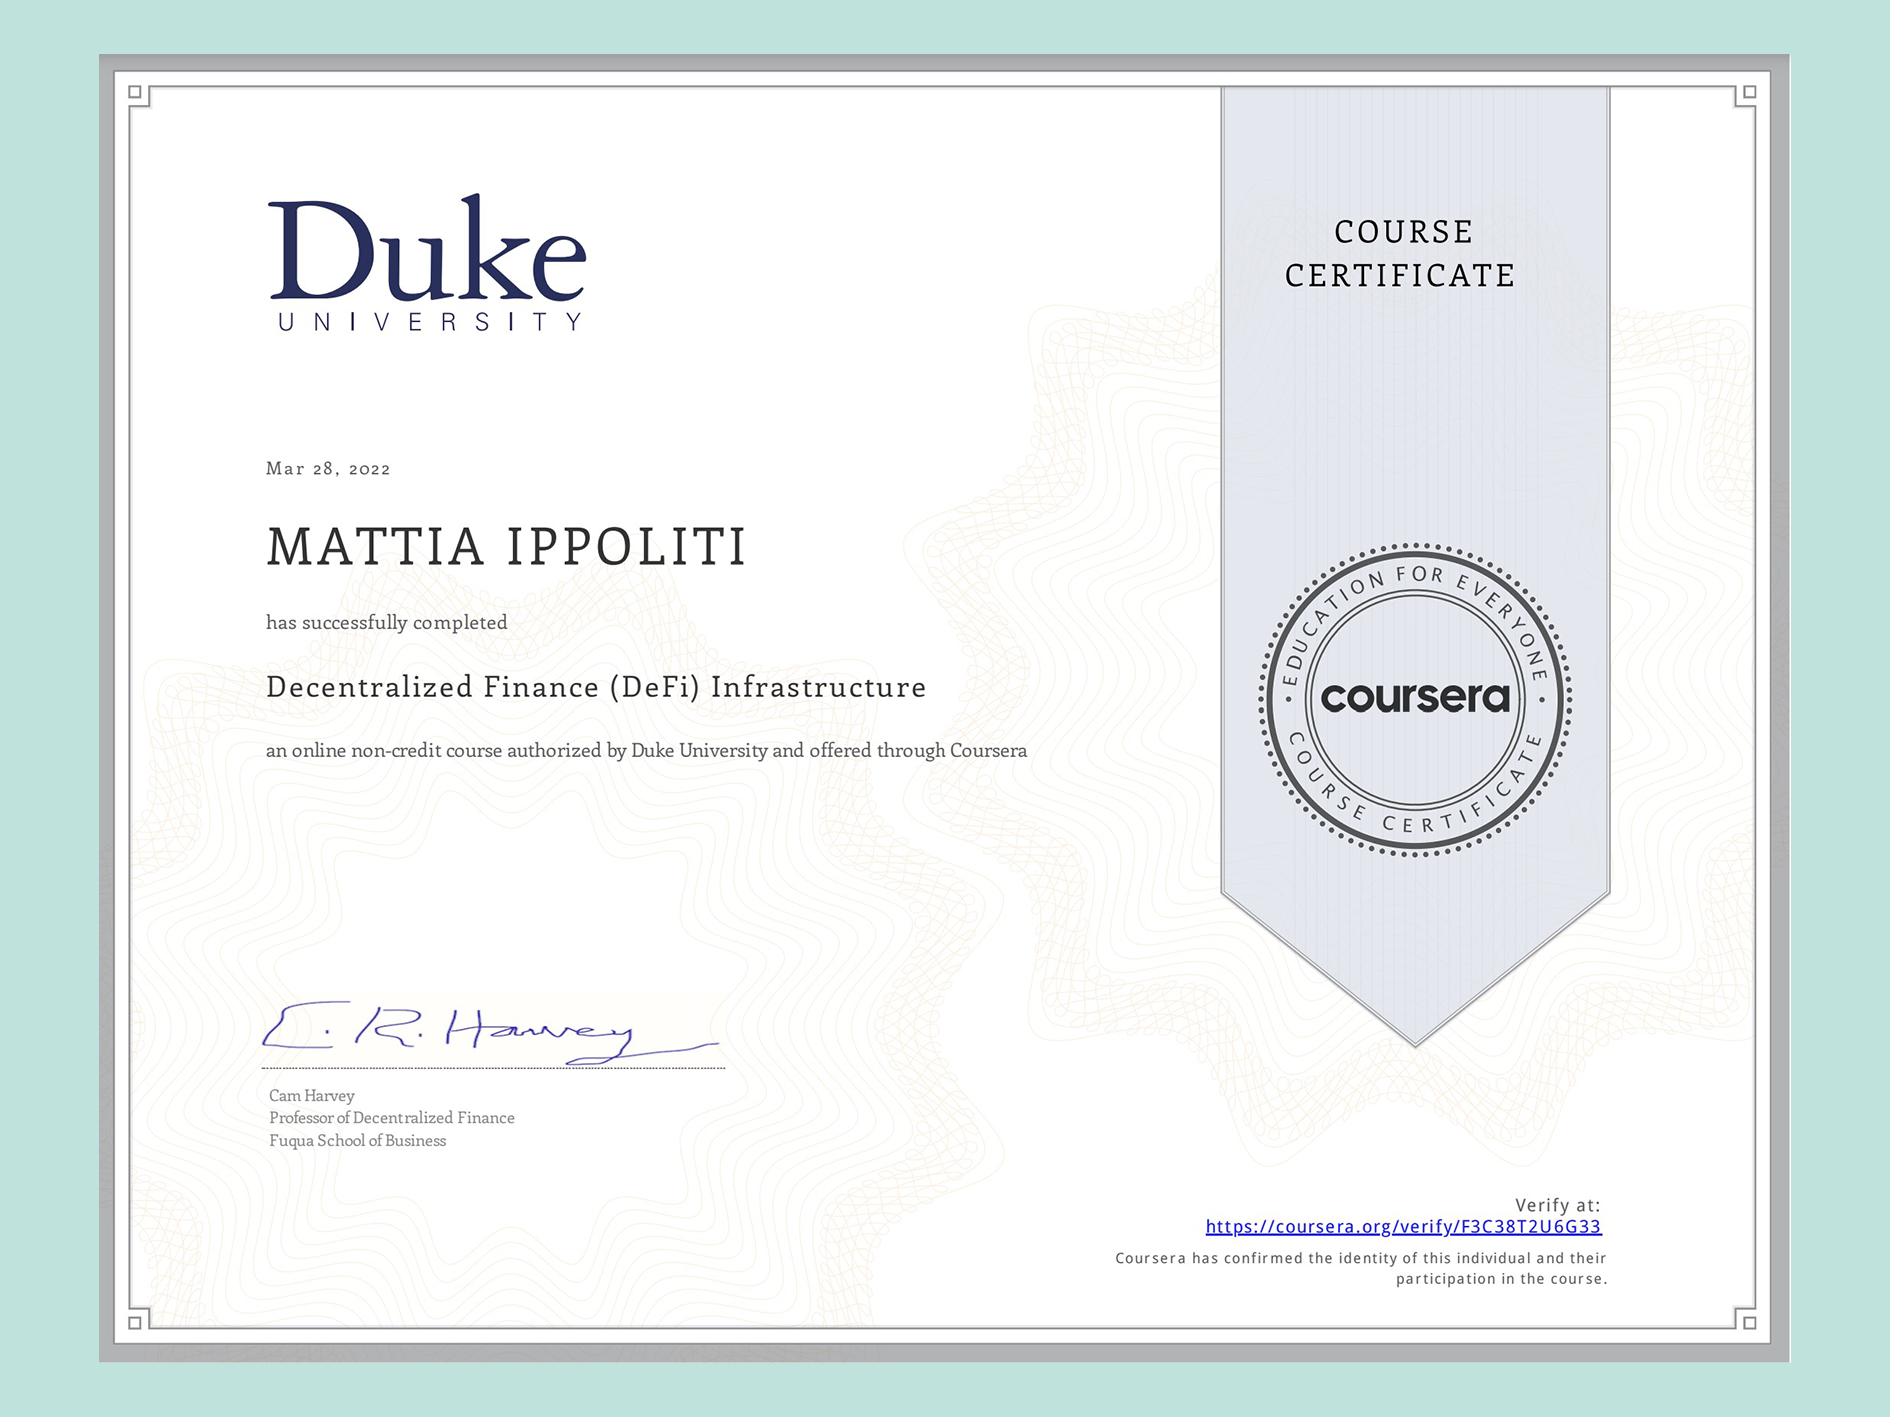 Duke
UNIVERSITY
COURSE
CERTIFICATE
Mar 28, 2022
MATTIA IPPOLITI
has successfully completed
Decentralized Finance (DeFi) Infrastructure
an online non-credit course authorized by Duke University and offered through Coursera
EDUCATION FOR EVERYONE
coursera
COURSE CERTIFICATE
C. R. Harvey
Cam Harvey
Professor of Decentralized Finance
Fuqua School of Business
Verify at:
https://coursera.org/verify/F3C38T2U6G33
Coursera has confirmed the identity of this individual and their
participation in the course.